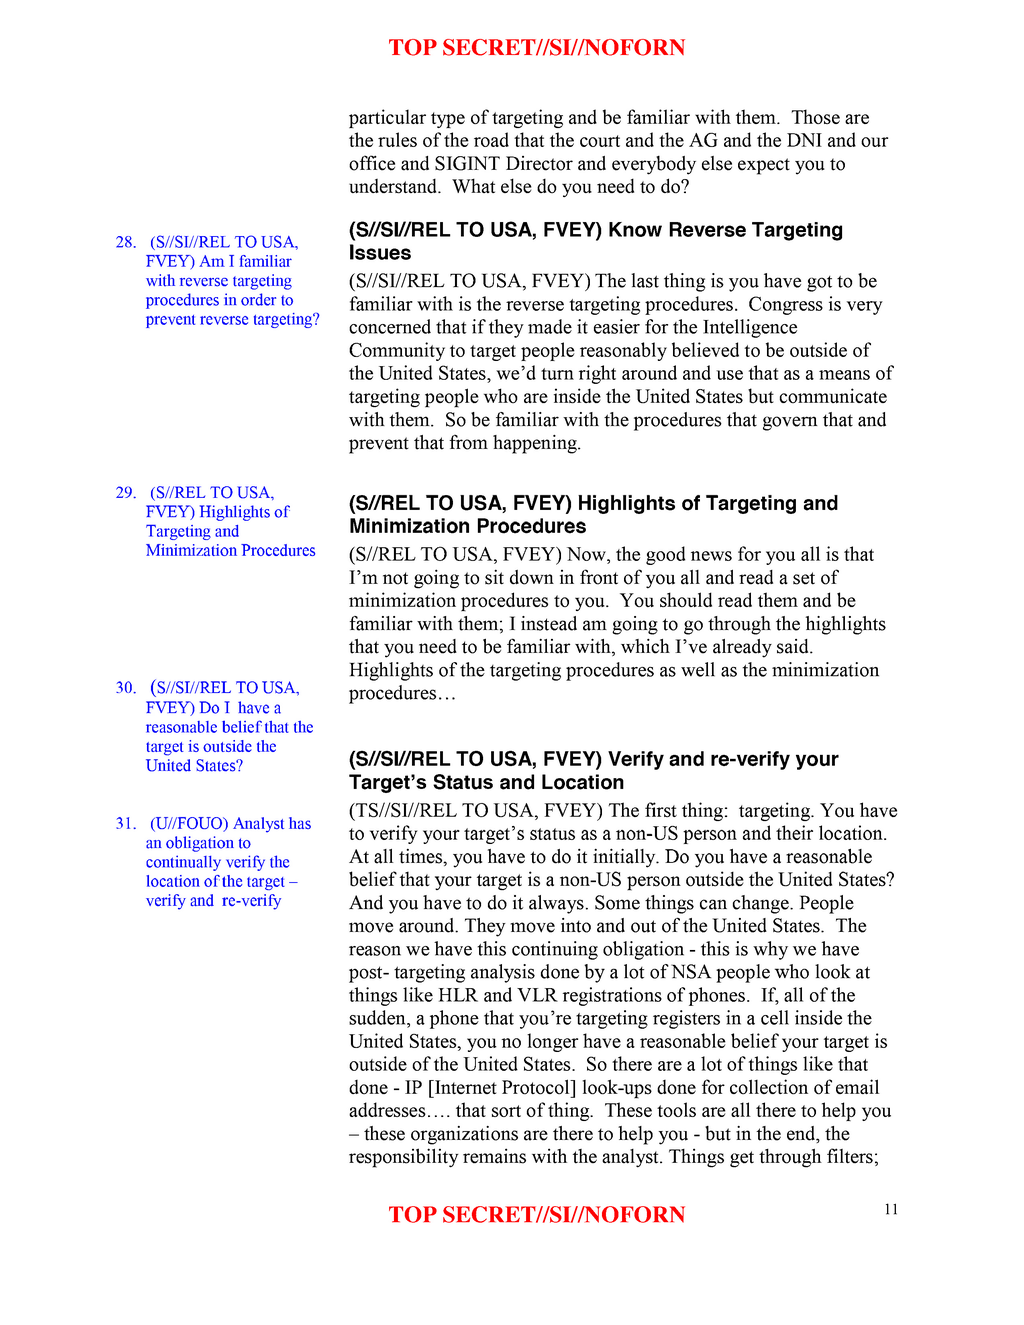 TOP SECRET//SI//NOFORN
particular type of targeting and be familiar with them.  Those are
the rules of the road that the court and the AG and the DNI and our
office and SIGINT Director and everybody else expect you to
understand.  What else do you need to do?
28.   (S//SI//REL TO USA,
FVEY) Am I familiar
with reverse targeting
procedures in order to
prevent reverse targeting?
(S//SI//REL TO USA, FVEY) Know Reverse Targeting
Issues
(S//SI//REL TO USA, FVEY) The last thing is you have got to be
familiar with is the reverse targeting procedures.  Congress is very
concerned that if they made it easier for the Intelligence
Community to target people reasonably believed to be outside of
the United States, we’d turn right around and use that as a means of
targeting people who are inside the United States but communicate
with them.  So be familiar with the procedures that govern that and
prevent that from happening.
29.   (S//REL TO USA,
FVEY) Highlights of
Targeting and
Minimization Procedures
(S//REL TO USA, FVEY) Highlights of Targeting and
Minimization Procedures
(S//REL TO USA, FVEY) Now, the good news for you all is that
I’m not going to sit down in front of you all and read a set of
minimization procedures to you.  You should read them and be
familiar with them; I instead am going to go through the highlights
that you need to be familiar with, which I’ve already said.
Highlights of the targeting procedures as well as the minimization
procedures…
30.   (S//SI//REL TO USA,
FVEY) Do I  have a
reasonable belief that the
target is outside the
United States?
31.   (U//FOUO) Analyst has
an obligation to
continually verify the
location of the target –
verify and  re-verify
(S//SI//REL TO USA, FVEY) Verify and re-verify your
Target’s Status and Location
(TS//SI//REL TO USA, FVEY) The first thing:  targeting. You have
to verify your target’s status as a non-US person and their location.
At all times, you have to do it initially. Do you have a reasonable
belief that your target is a non-US person outside the United States?
And you have to do it always. Some things can change. People
move around. They move into and out of the United States.  The
reason we have this continuing obligation - this is why we have
post- targeting analysis done by a lot of NSA people who look at
things like HLR and VLR registrations of phones.  If, all of the
sudden, a phone that you’re targeting registers in a cell inside the
United States, you no longer have a reasonable belief your target is
outside of the United States.  So there are a lot of things like that
done - IP [Internet Protocol] look-ups done for collection of email
addresses…. that sort of thing.  These tools are all there to help you
– these organizations are there to help you - but in the end, the
responsibility remains with the analyst. Things get through filters;
TOP SECRET//SI//NOFORN
11